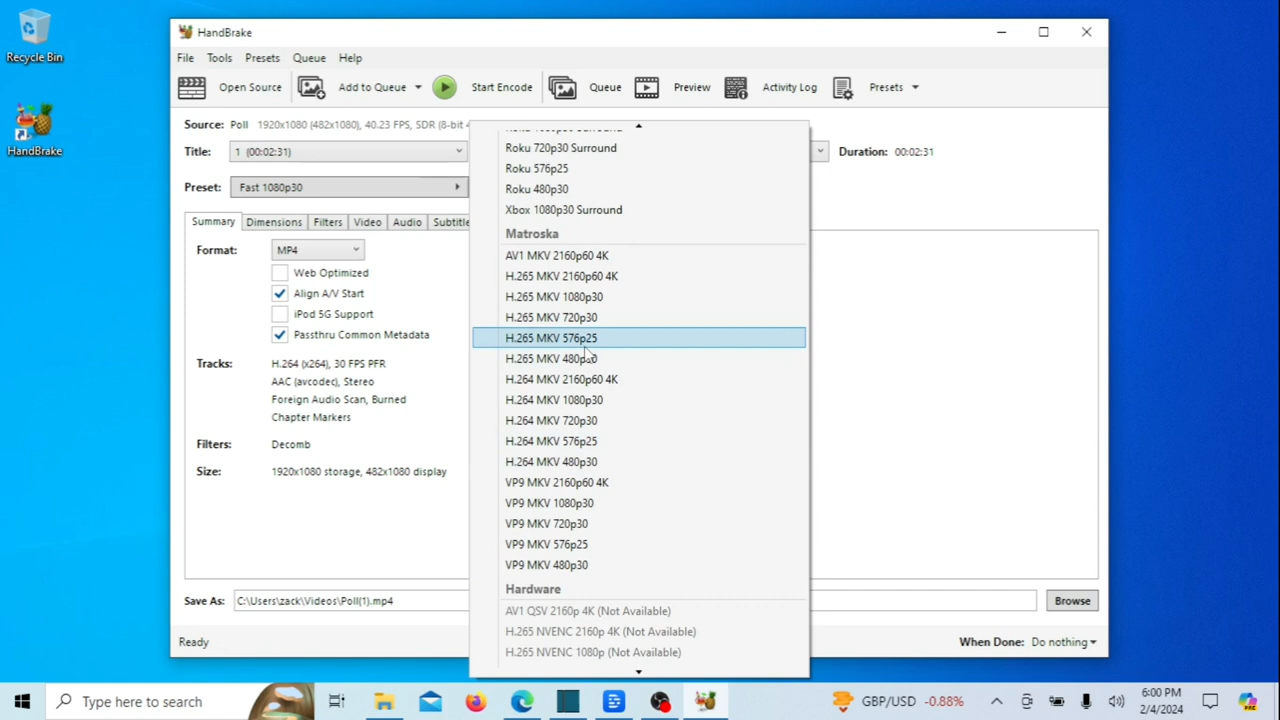 Recycle Bin
HandBrake
HandBrake
File Tools Presets Queue Help
Open Source Add to Queue Start Encode Queue Preview Activity Log Presets
Source: Poll 1920x1080 (482x1080), 40.23 FPS, SDR (8-bit
Title: 1 (00:02:31) Duration: 00:02:31
Preset: Fast 1080p30
Summary Dimensions Filters Video Audio Subtitle
Format: MP4
Web Optimized
Align A/V Start
iPod 5G Support
Passthru Common Metadata
Tracks: H.264 (x264), 30 FPS PFR
AAC (avcodec), Stereo
Foreign Audio Scan, Burned
Chapter Markers
Filters: Decomb
Size: 1920x1080 storage, 482x1080 display
Roku 720p30 Surround
Roku 576p25
Roku 480p30
Xbox 1080p30 Surround
Matroska
AV1 MKV 2160p60 4K
H.265 MKV 2160p60 4K
H.265 MKV 1080p30
H.265 MKV 720p30
H.265 MKV 576p25
H.265 MKV 480p30
H.264 MKV 2160p60 4K
H.264 MKV 1080p30
H.264 MKV 720p30
H.264 MKV 576p25
H.264 MKV 480p30
VP9 MKV 2160p60 4K
VP9 MKV 1080p30
VP9 MKV 720p30
VP9 MKV 576p25
VP9 MKV 480p30
Hardware
AV1 QSV 2160p 4K (Not Available)
H.265 NVENC 2160p 4K (Not Available)
H.265 NVENC 1080p (Not Available)
Save As: C:\Users\zack\Videos\Poll(1).mp4 Browse
Ready When Done: Do nothing
Type here to search GBP/USD -0.88% 6:00 PM
2/4/2024